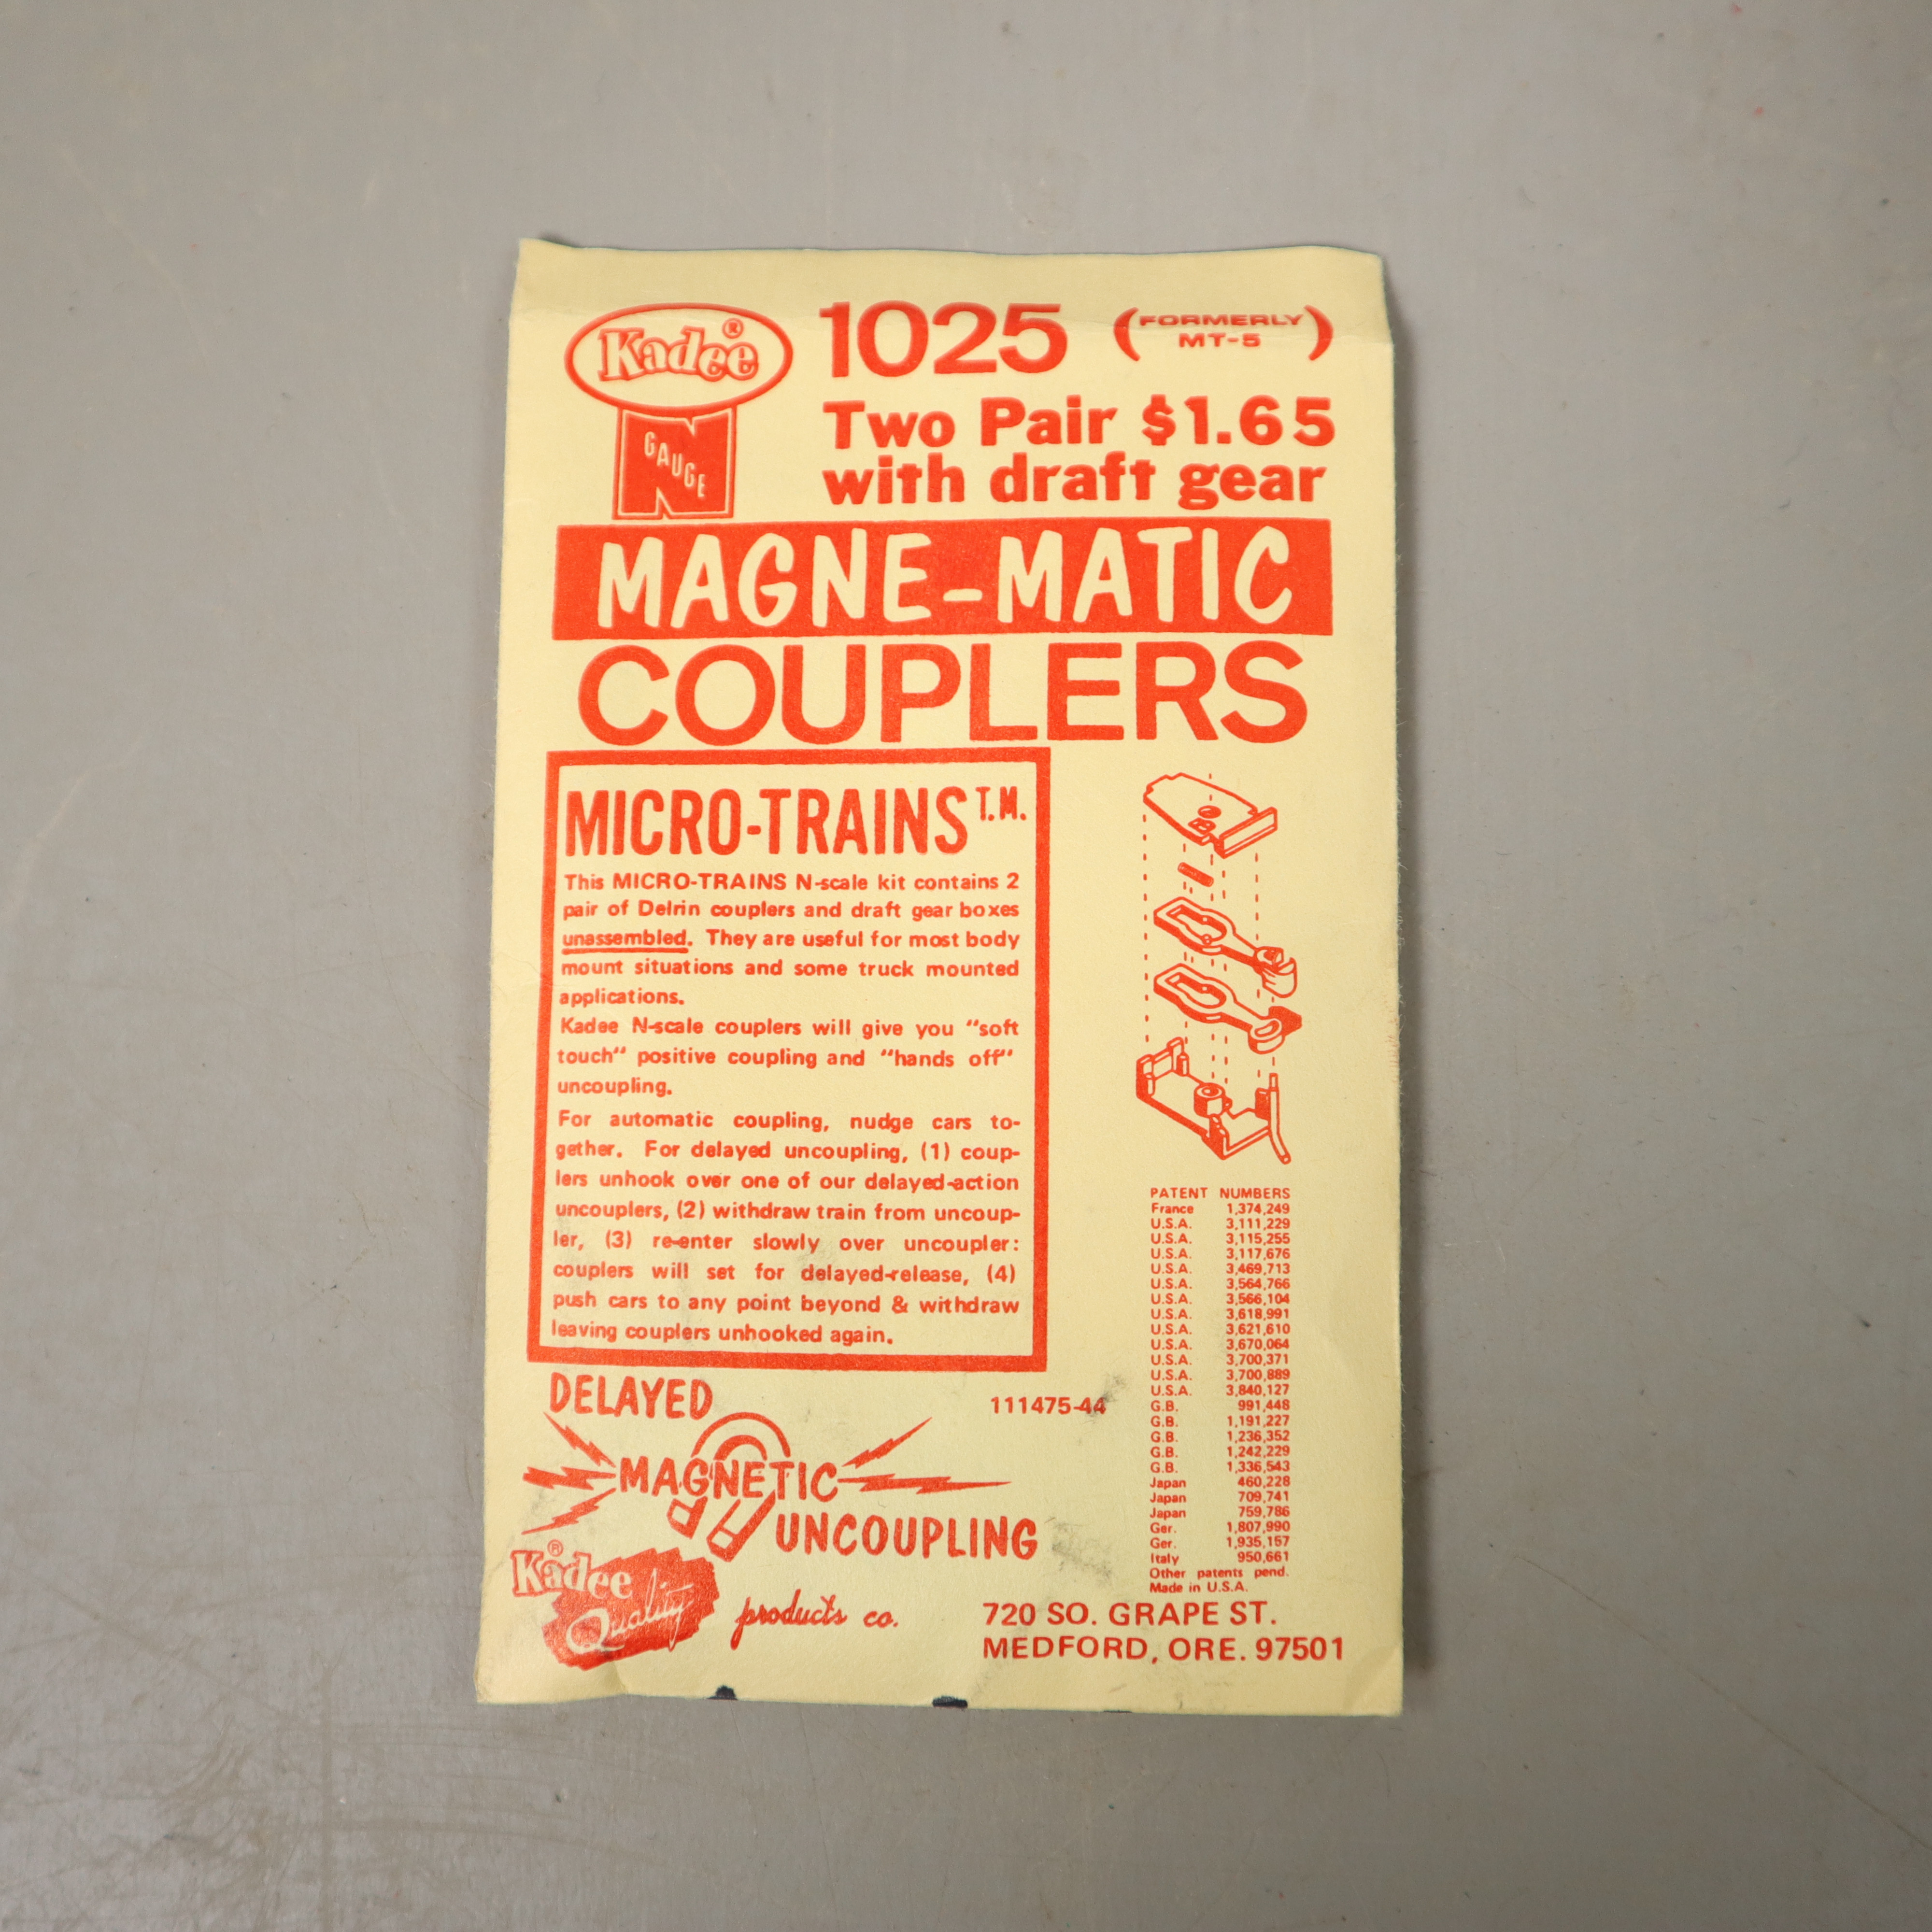 Kadee®
N GAUGE
1025 (FORMERLY MT-5)
Two Pair $1.65
with draft gear
MAGNE-MATIC
COUPLERS
MICRO-TRAINS T.M.
This MICRO-TRAINS N-scale kit contains 2
pair of Delrin couplers and draft gear boxes
unassembled. They are useful for most body
mount situations and some truck mounted
applications.
Kadee N-scale couplers will give you "soft
touch" positive coupling and "hands off"
uncoupling.
For automatic coupling, nudge cars to-
gether. For delayed uncoupling, (1) coup-
lers unhook over one of our delayed-action
uncouplers, (2) withdraw train from uncoup-
ler, (3) re-enter slowly over uncoupler:
couplers will set for delayed-release, (4)
push cars to any point beyond & withdraw
leaving couplers unhooked again.
PATENT NUMBERS
France 1,374,249
U.S.A. 3,111,229
U.S.A. 3,115,255
U.S.A. 3,117,676
U.S.A. 3,469,713
U.S.A. 3,564,766
U.S.A. 3,566,104
U.S.A. 3,618,991
U.S.A. 3,621,610
U.S.A. 3,670,064
U.S.A. 3,700,371
U.S.A. 3,700,889
U.S.A. 3,840,127
G.B. 991,448
G.B. 1,191,227
G.B. 1,236,352
G.B. 1,242,229
G.B. 1,336,543
Japan 460,228
Japan 709,741
Japan 759,786
Ger. 1,807,990
Ger. 1,935,157
Italy 950,661
Other patents pend.
Made in U.S.A.
111475-44
DELAYED
MAGNETIC
UNCOUPLING
Kadee®
Quality products co.
720 SO. GRAPE ST.
MEDFORD, ORE. 97501